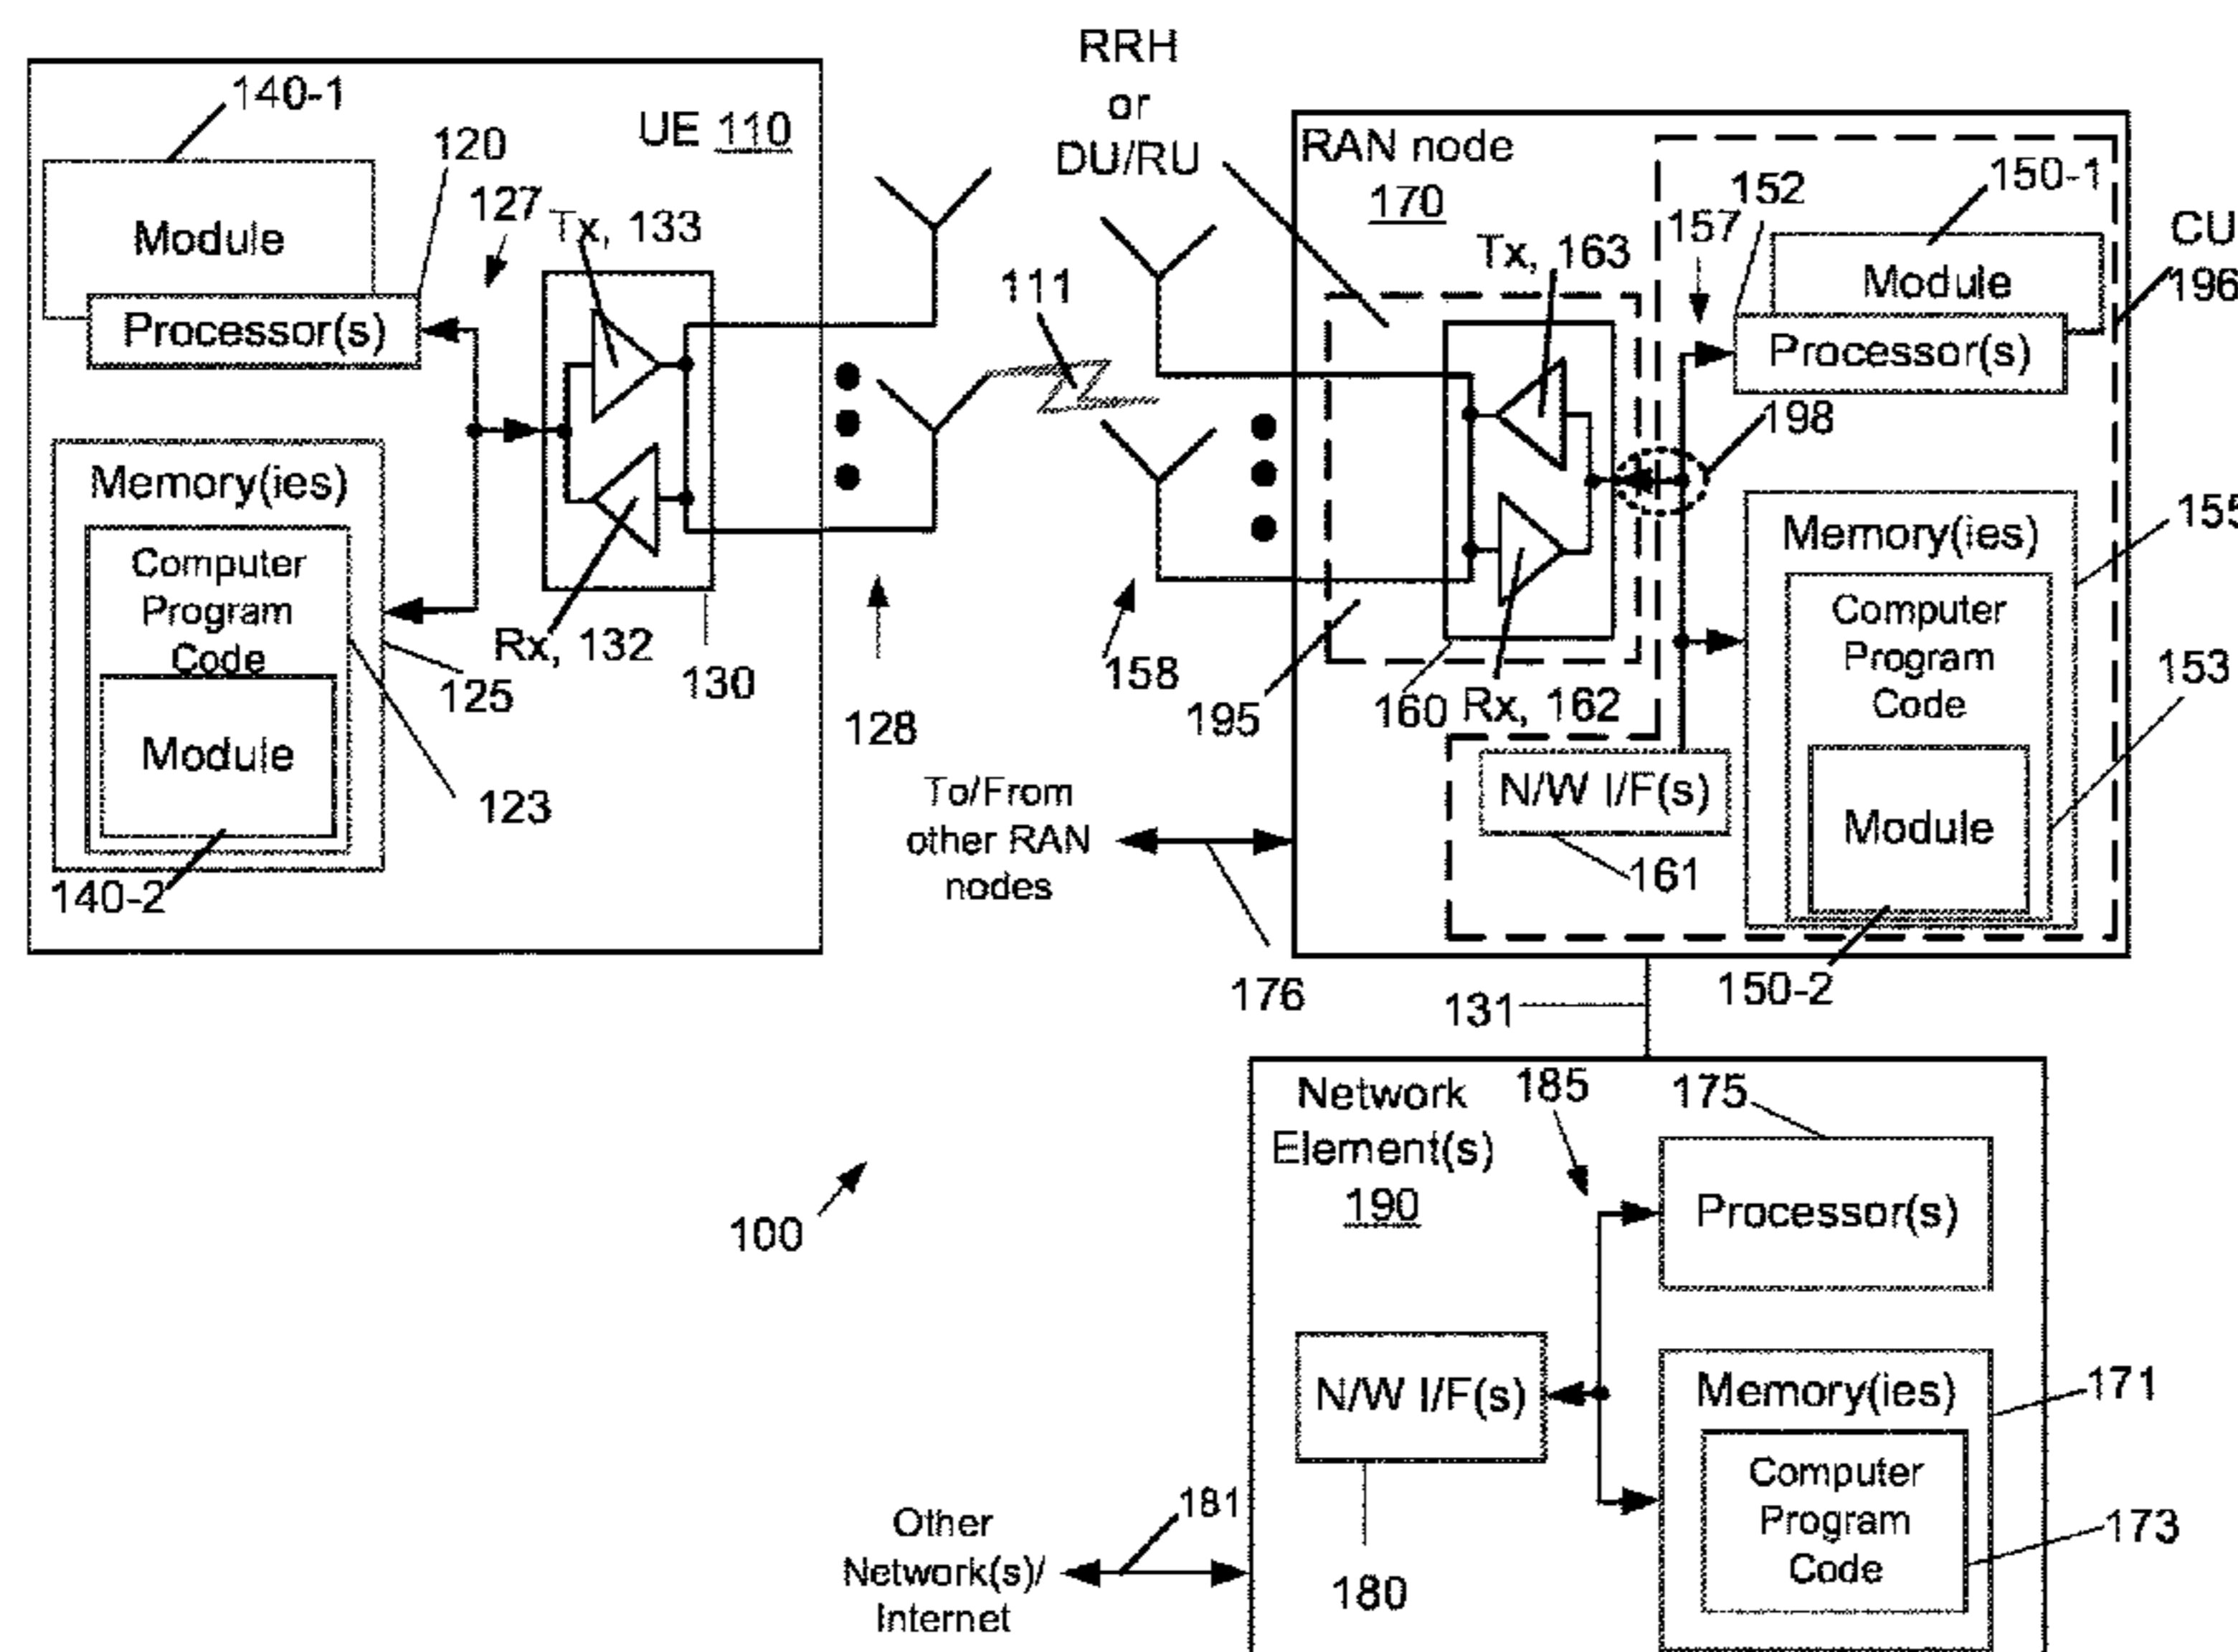 RRH
or
DU/RU
140-1
120
UE 110
127
Tx, 133
Module
Processor(s)
Memory(ies)
Computer
Program
Code
Module
Rx, 132
130
125
123
140-2
128
111
RAN node
170
152
150-1
157
CU
196
Tx, 163
Module
Processor(s)
198
Memory(ies)
155
Computer
Program
Code
153
Module
158
195
160
Rx, 162
N/W I/F(s)
161
To/From
other RAN
nodes
176
131
150-2
100
Network
Element(s)
190
185
175
Processor(s)
N/W I/F(s)
180
Memory(ies)
171
Computer
Program
Code
173
Other
Network(s)/
Internet
181